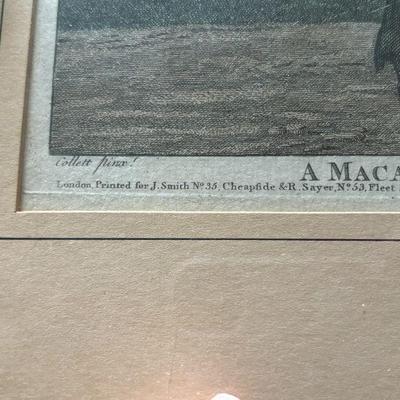 Collett pinx.t
A MACA
London, Printed for J. Smith No. 35, Cheapſide & R. Sayer, No. 53, Fleet